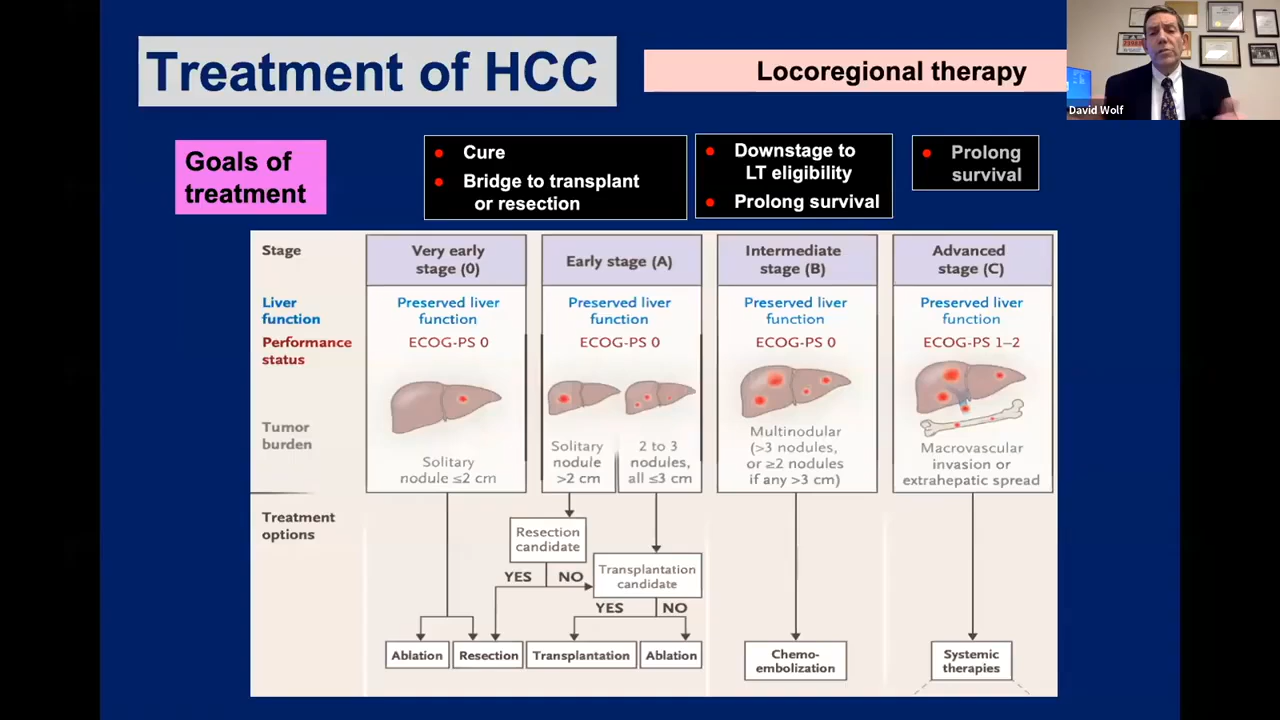 Treatment of HCC
Locoregional therapy
David Wolf
Goals of
treatment
Cure
Bridge to transplant
or resection
Downstage to
LT eligibility
Prolong survival
Prolong
survival
Stage
Very early
stage (0)
Early stage (A)
Intermediate
stage (B)
Advanced
stage (C)
Liver
function
Preserved liver
function
Preserved liver
function
Preserved liver
function
Preserved liver
function
Performance
status
ECOG-PS 0
ECOG-PS 0
ECOG-PS 0
ECOG-PS 1–2
Tumor
burden
Solitary
nodule ≤2 cm
Solitary
nodule
>2 cm
2 to 3
nodules,
all ≤3 cm
Multinodular
(>3 nodules,
or ≥2 nodules
if any >3 cm)
Macrovascular
invasion or
extrahepatic spread
Treatment
options
Resection
candidate
YES NO
Transplantation
candidate
YES NO
Ablation
Resection
Transplantation
Ablation
Chemo-
embolization
Systemic
therapies